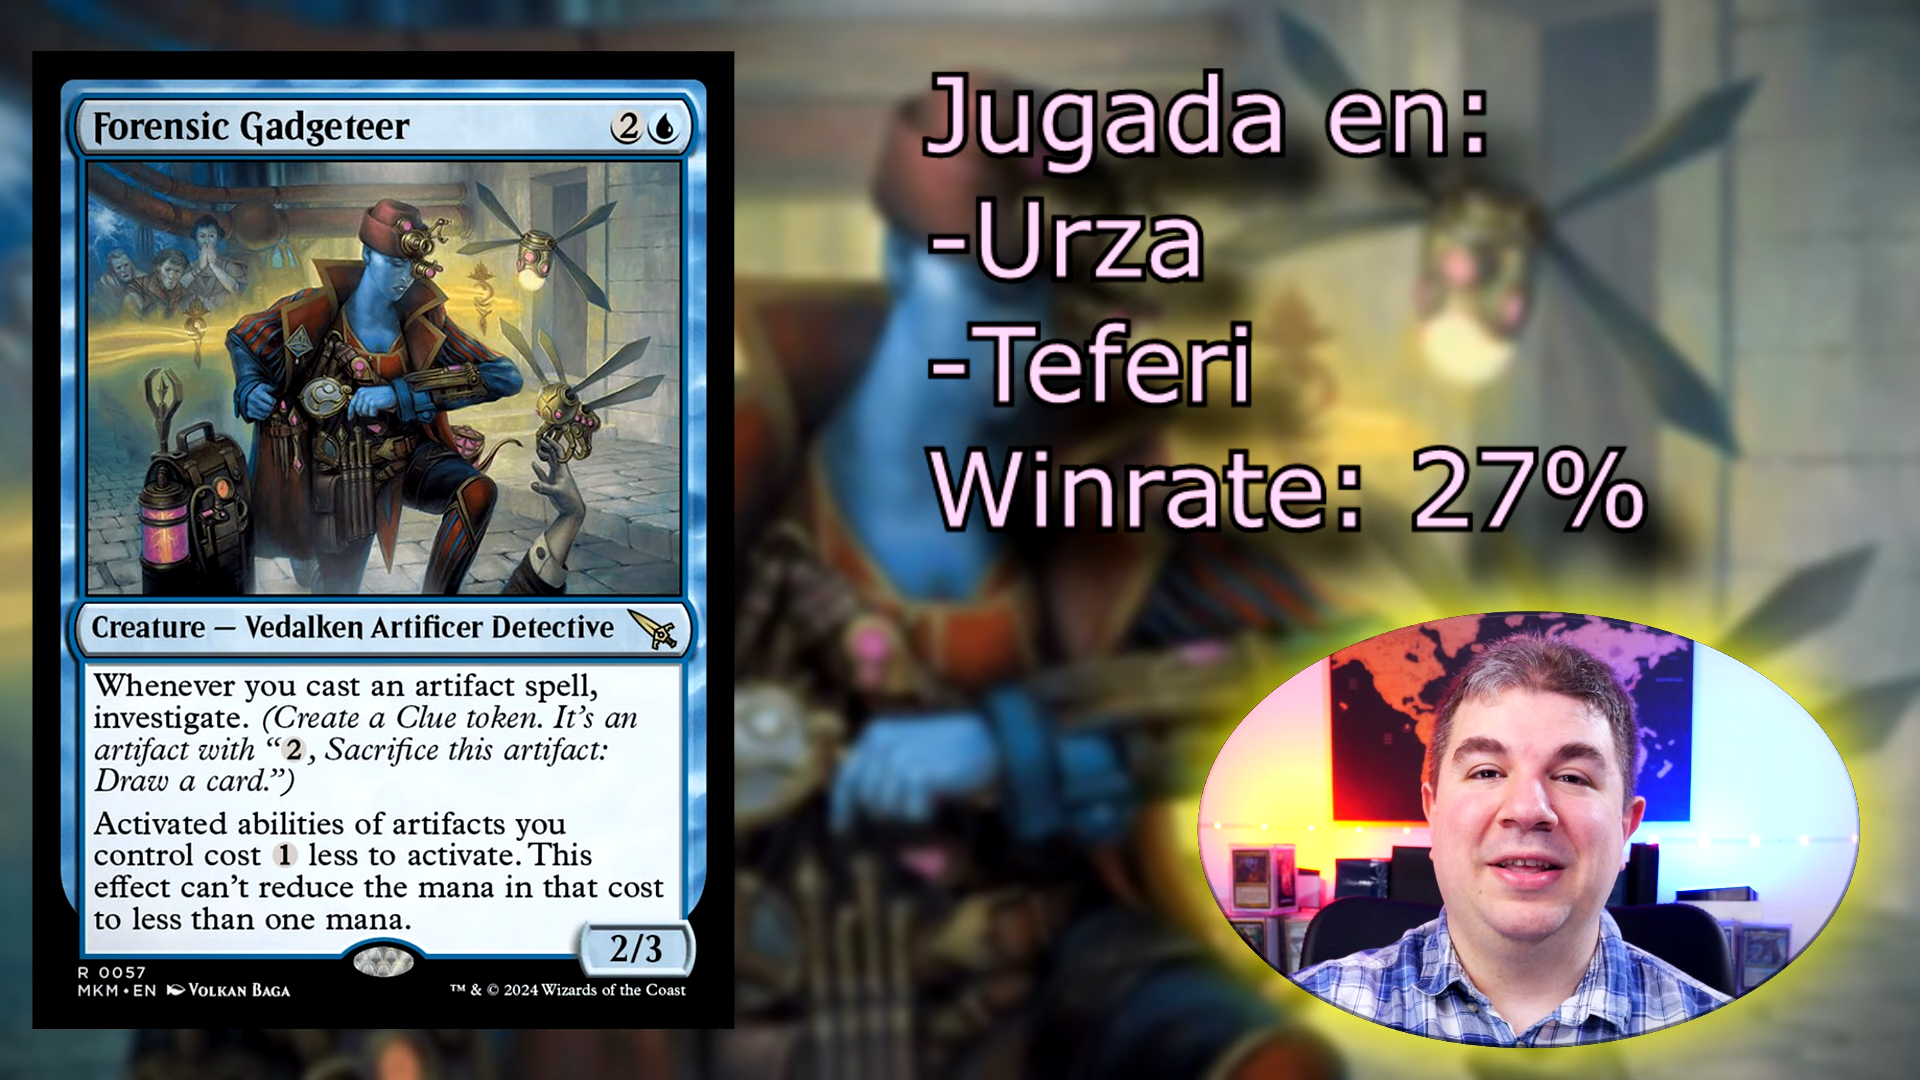 Forensic Gadgeteer 2
Creature — Vedalken Artificer Detective
Whenever you cast an artifact spell,
investigate. (Create a Clue token. It's an
artifact with “2, Sacrifice this artifact:
Draw a card.”)
Activated abilities of artifacts you
control cost 1 less to activate. This
effect can't reduce the mana in that cost
to less than one mana.
2/3
R 0057
MKM • EN VOLKAN BAGA
™ & © 2024 Wizards of the Coast
Jugada en:
-Urza
-Teferi
Winrate: 27%